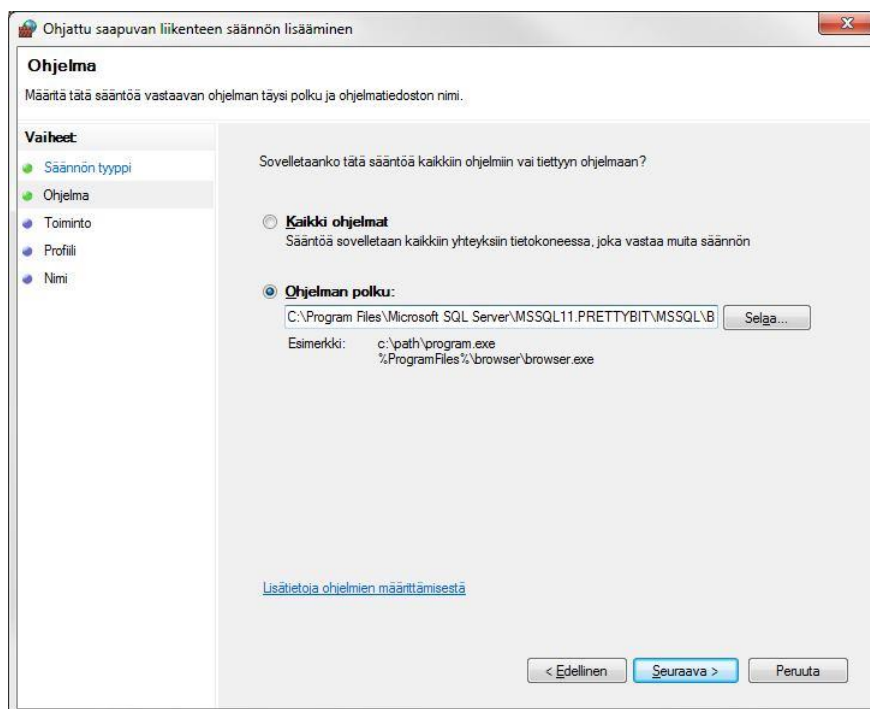 Ohjattu saapuvan liikenteen säännön lisääminen
Ohjelma
Määritä tätä sääntöä vastaavan ohjelman täysi polku ja ohjelmatiedoston nimi.
Vaiheet:
Säännön tyyppi
Ohjelma
Toiminto
Profiili
Nimi
Sovelletaanko tätä sääntöä kaikkiin ohjelmiin vai tiettyyn ohjelmaan?
Kaikki ohjelmat
Sääntöä sovelletaan kaikkiin yhteyksiin tietokoneessa, joka vastaa muita säännön
Ohjelman polku:
C:\Program Files\Microsoft SQL Server\MSSQL11.PRETTYBIT\MSSQL\B
Selaa...
Esimerkki: c:\path\program.exe
%ProgramFiles%\browser\browser.exe
Lisätietoja ohjelmien määrittämisestä
< Edellinen Seuraava > Peruuta